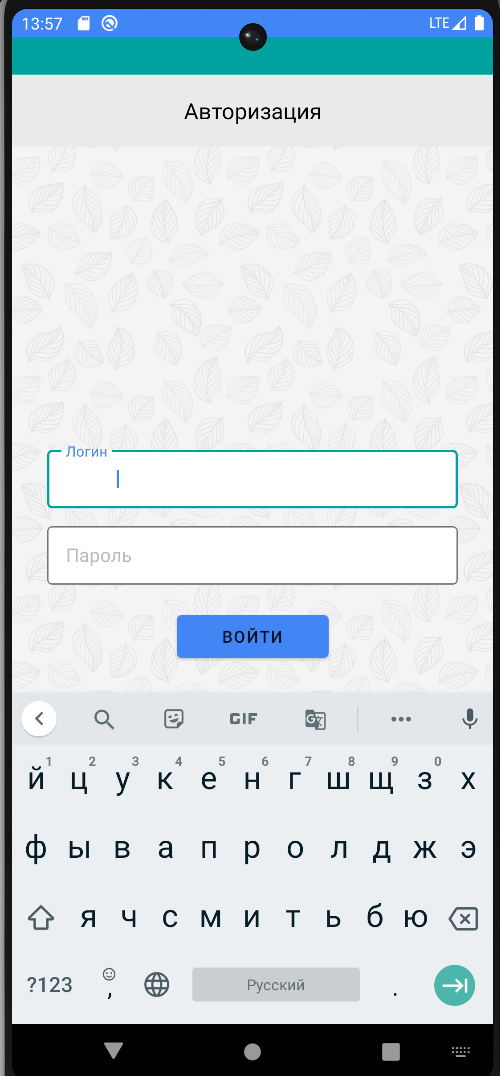 13:57 LTE
Авторизация
Логин
Пароль
ВОЙТИ
GIF
1 2 3 4 5 6 7 8 9 0
й ц у к е н г ш щ з х
ф ы в а п р о л д ж э
я ч с м и т ь б ю
?123 , Русский .